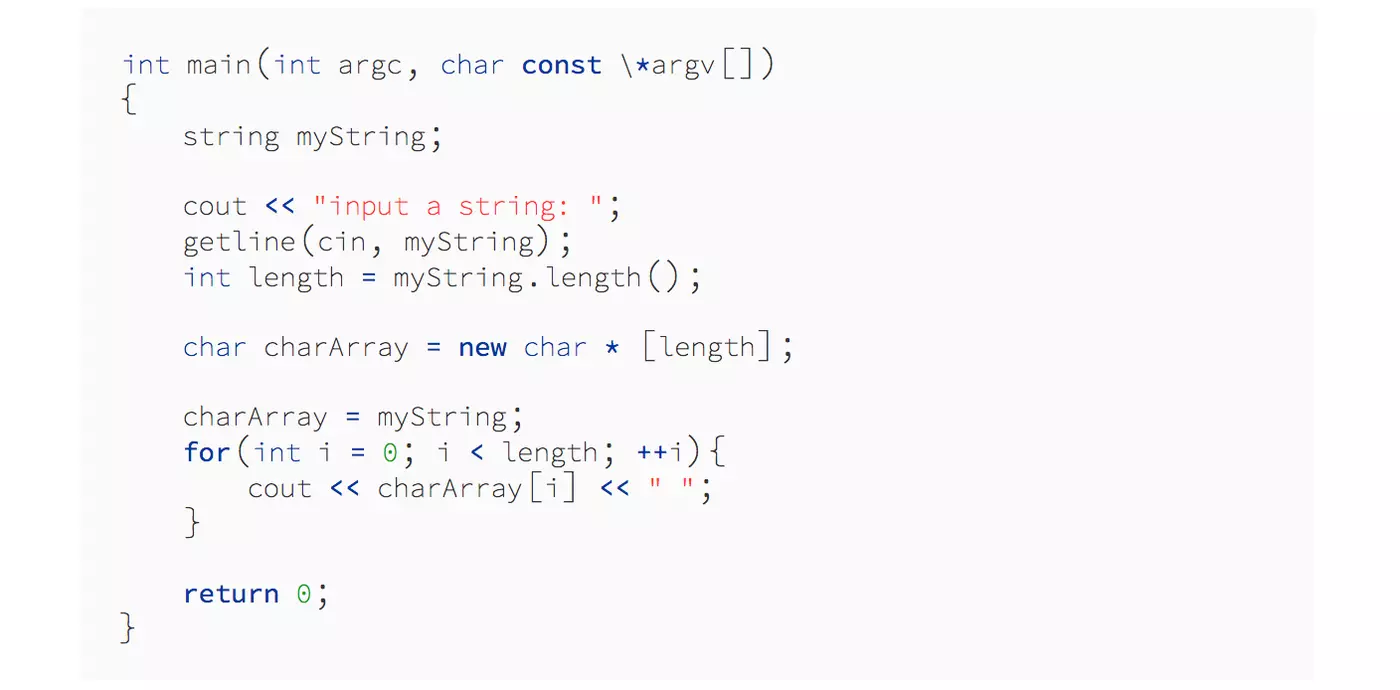 int main(int argc, char const \*argv[])
{
    string myString;

    cout << "input a string: ";
    getline(cin, myString);
    int length = myString.length();

    char charArray = new char * [length];

    charArray = myString;
    for(int i = 0; i < length; ++i){
        cout << charArray[i] << " ";
    }

    return 0;
}